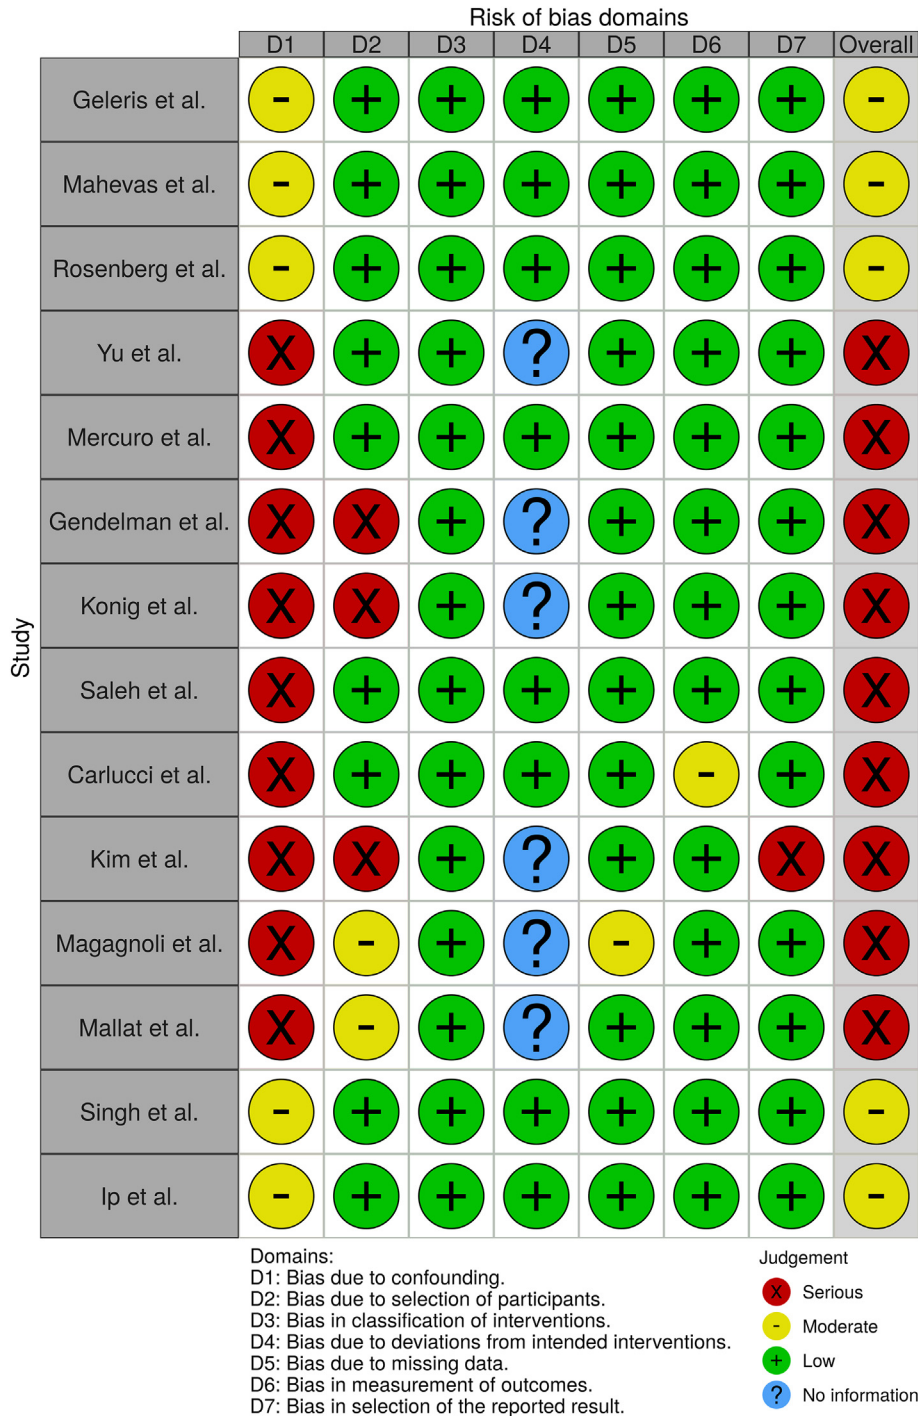 Risk of bias domains
D1 D2 D3 D4 D5 D6 D7 Overall
Study
Geleris et al. - + + + + + + -
Mahevas et al. - + + + + + + -
Rosenberg et al. - + + + + + + -
Yu et al. X + + ? + + + X
Mercuro et al. X + + + + + + X
Gendelman et al. X X + ? + + + X
Konig et al. X X + ? + + + X
Saleh et al. X + + + + + + X
Carlucci et al. X + + + + - + X
Kim et al. X X + ? + + X X
Magagnoli et al. X - + ? - + + X
Mallat et al. X - + ? + + + X
Singh et al. - + + + + + + -
Ip et al. - + + + + + + -
Domains:
D1: Bias due to confounding.
D2: Bias due to selection of participants.
D3: Bias in classification of interventions.
D4: Bias due to deviations from intended interventions.
D5: Bias due to missing data.
D6: Bias in measurement of outcomes.
D7: Bias in selection of the reported result.
Judgement
X Serious
- Moderate
+ Low
? No information